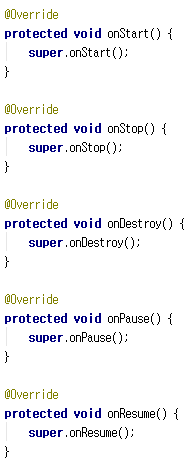 @Override
protected void onStart() {
    super.onStart();
}
@Override
protected void onStop() {
    super.onStop();
}
@Override
protected void onDestroy() {
    super.onDestroy();
}
@Override
protected void onPause() {
    super.onPause();
}
@Override
protected void onResume() {
    super.onResume();
}